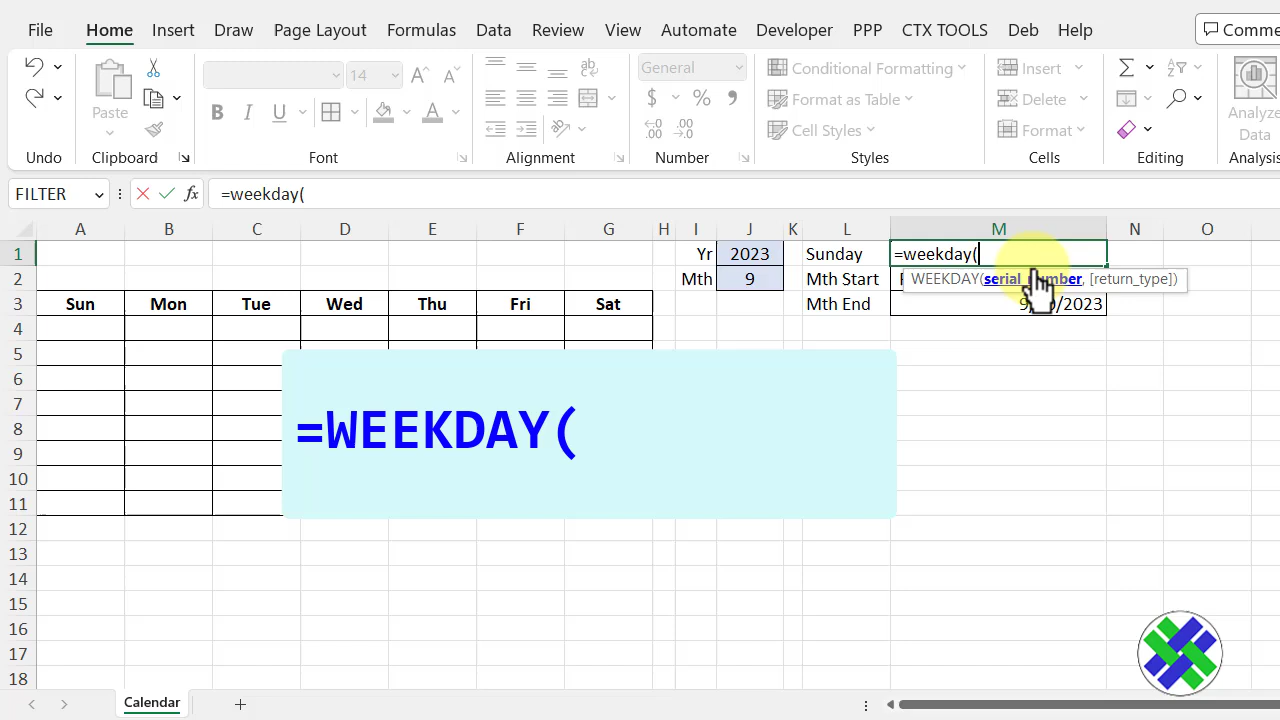 File Home Insert Draw Page Layout Formulas Data Review View Automate Developer PPP CTX TOOLS Deb Help
14 General Conditional Formatting Insert
Paste Format as Table Delete Analyze
Cell Styles Format Data
Undo Clipboard Font Alignment Number Styles Cells Editing Analysis
FILTER =weekday(
A B C D E F G H I J K L M N O
1 Yr 2023 Sunday =weekday(
2 Mth 9 Mth Start WEEKDAY(serial_number, [return_type])
3 Sun Mon Tue Wed Thu Fri Sat Mth End /2023
4
5
6
7
8 =WEEKDAY(
9
10
11
12
13
14
15
16
17
18
Calendar